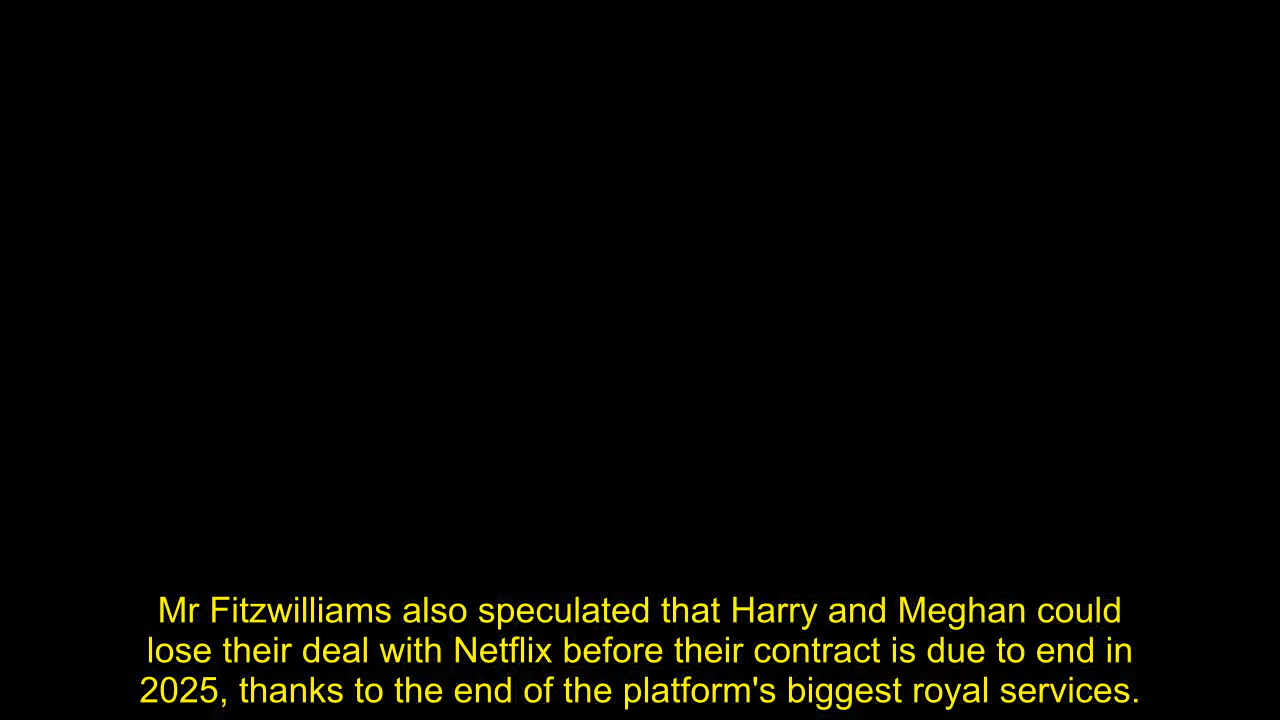 Mr Fitzwilliams also speculated that Harry and Meghan could
lose their deal with Netflix before their contract is due to end in
2025, thanks to the end of the platform's biggest royal services.